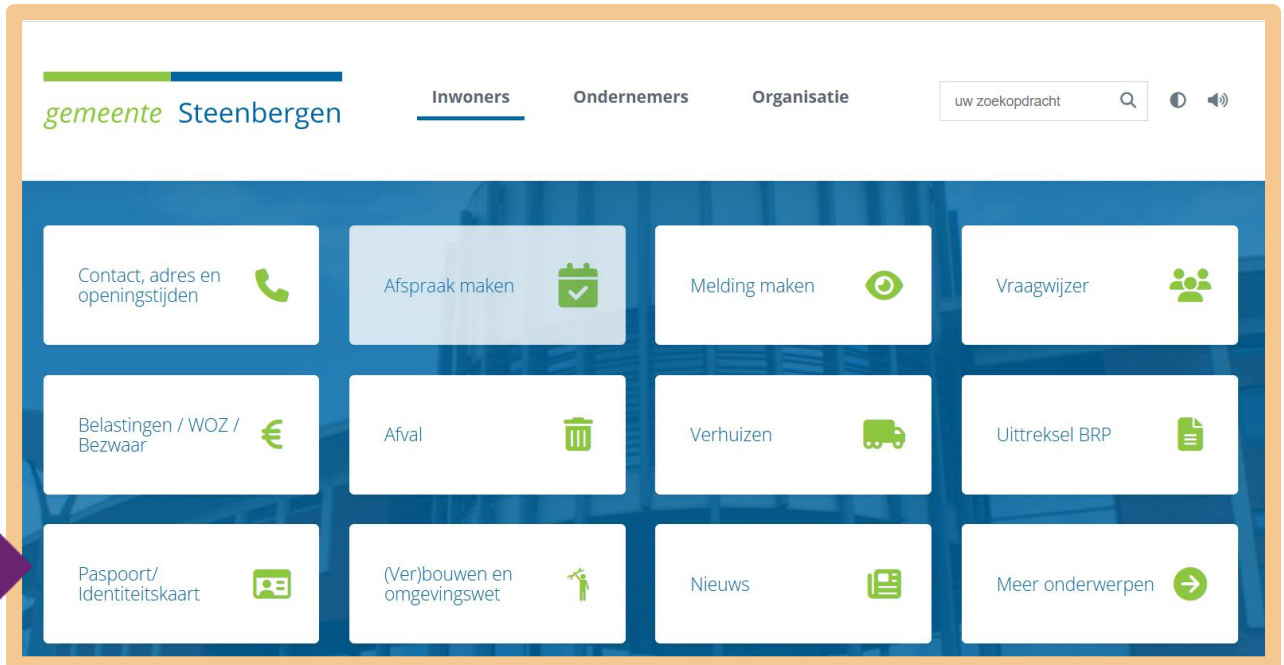 gemeente Steenbergen
Inwoners Ondernemers Organisatie
uw zoekopdracht
Contact, adres en
openingstijden
Afspraak maken
Melding maken
Vraagwijzer
Belastingen / WOZ /
Bezwaar
Afval
Verhuizen
Uittreksel BRP
Paspoort/
Identiteitskaart
(Ver)bouwen en
omgevingswet
Nieuws
Meer onderwerpen